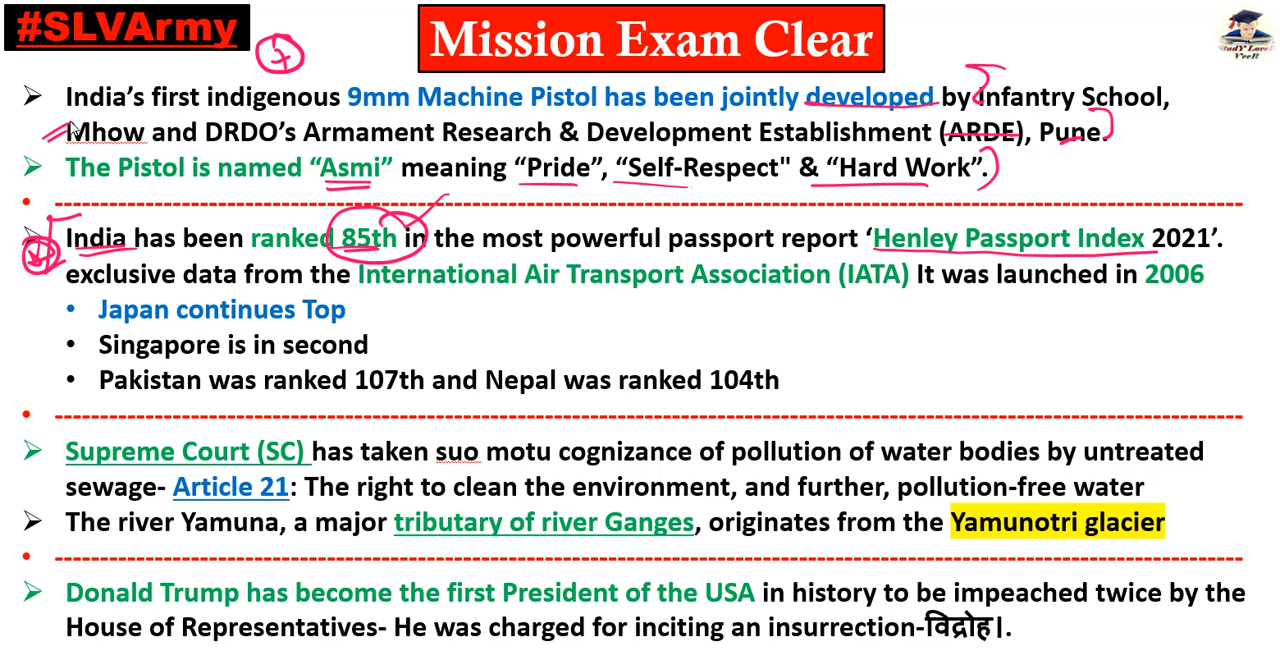 #SLVArmy
Mission Exam Clear
StudY LoveR
VeeR
7
➢ India’s first indigenous 9mm Machine Pistol has been jointly developed by Infantry School,
Mhow and DRDO’s Armament Research & Development Establishment (ARDE), Pune.
➢ The Pistol is named “Asmi” meaning “Pride”, “Self-Respect" & “Hard Work”.
• ------------------------------------------------------------
➢ India has been ranked 85th in the most powerful passport report ‘Henley Passport Index 2021’.
exclusive data from the International Air Transport Association (IATA) It was launched in 2006
• Japan continues Top
• Singapore is in second
• Pakistan was ranked 107th and Nepal was ranked 104th
• ------------------------------------------------------------
➢ Supreme Court (SC) has taken suo motu cognizance of pollution of water bodies by untreated
sewage- Article 21: The right to clean the environment, and further, pollution-free water
➢ The river Yamuna, a major tributary of river Ganges, originates from the Yamunotri glacier
• ------------------------------------------------------------
➢ Donald Trump has become the first President of the USA in history to be impeached twice by the
House of Representatives- He was charged for inciting an insurrection-विद्रोह।.